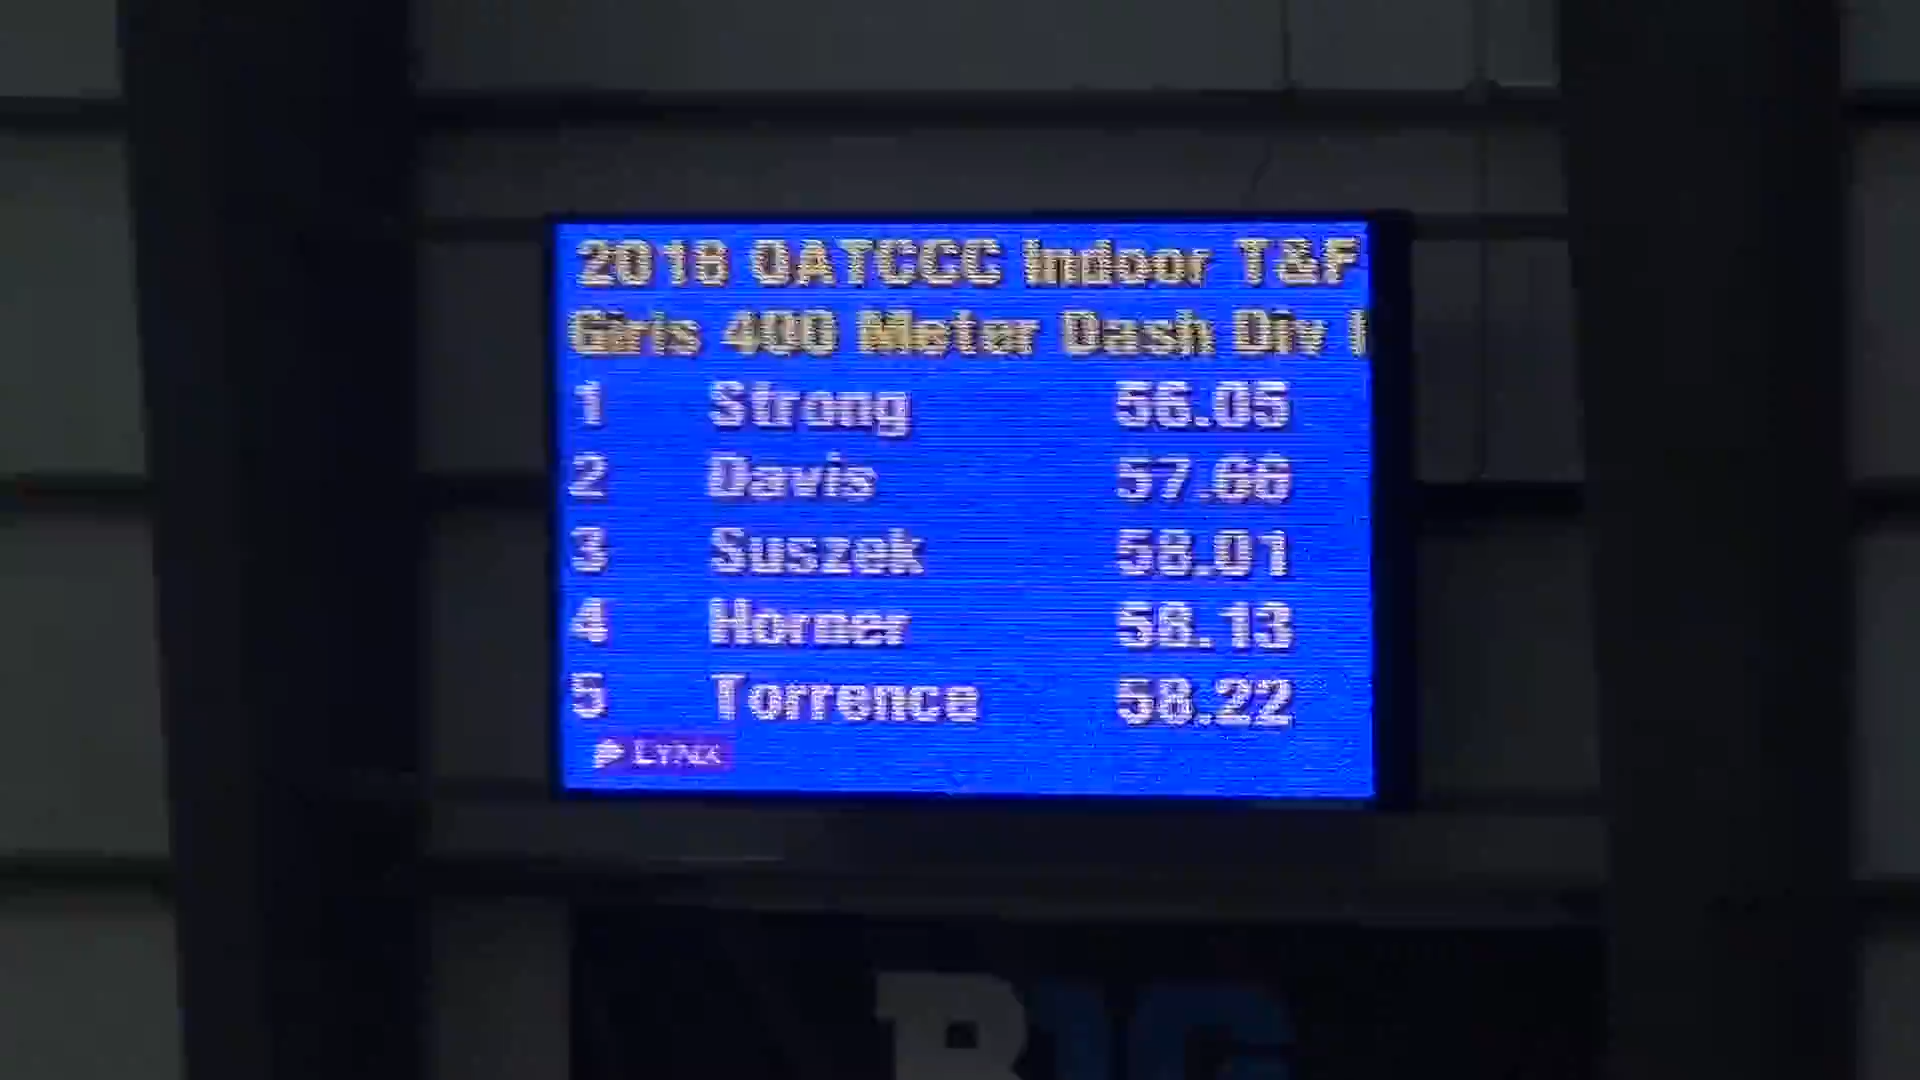 2018 OATCCC Indoor T&F
Girls 400 Meter Dash Div I
1 Strong 56.05
2 Davis 57.68
3 Suszek 58.01
4 Horner 58.13
5 Torrence 58.22
LYNX
B1G